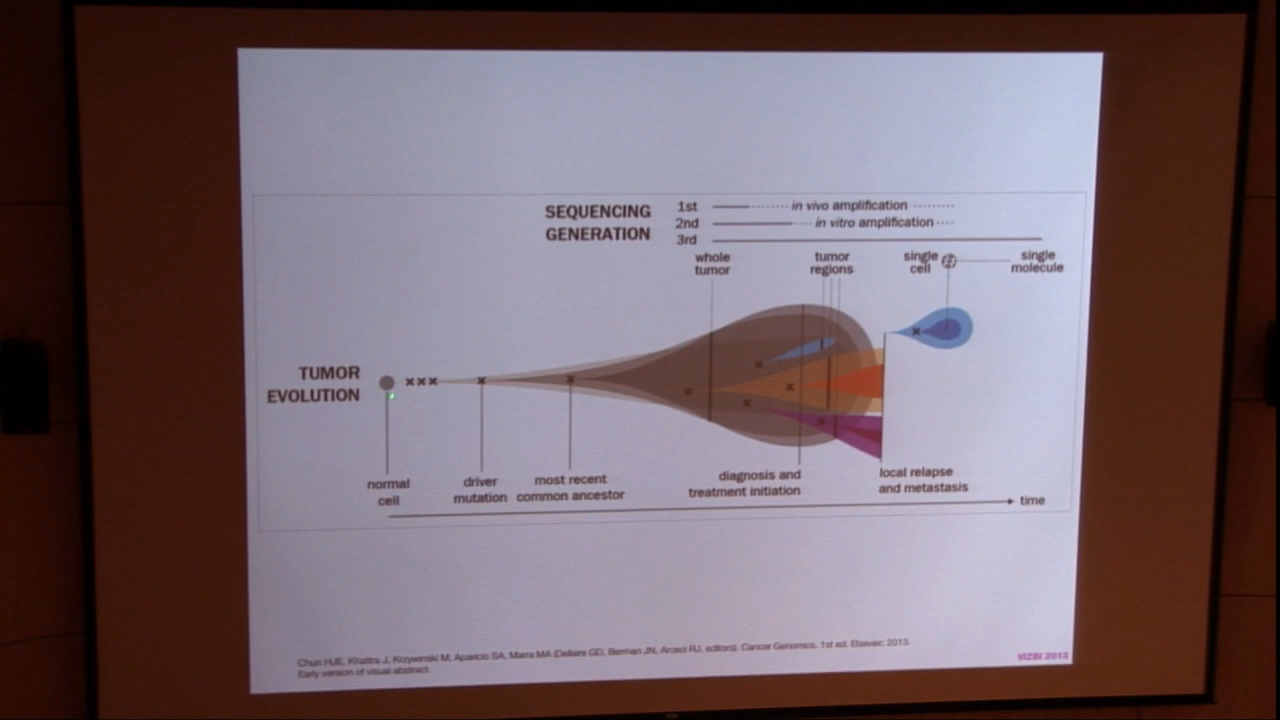 SEQUENCING
GENERATION
1st
in vivo amplification
2nd
in vitro amplification
3rd
whole
tumor
tumor
regions
single
cell
single
molecule
TUMOR
EVOLUTION
normal
cell
driver
mutation
most recent
common ancestor
diagnosis and
treatment initiation
local relapse
and metastasis
time
Chun HJE, Khattra J, Krzywinski M, Aparicio SA, Marra MA (Dellaire GD, Berman JN, Arceci RJ, editors). Cancer Genomics. 1st ed. Elsevier; 2013.
Early version of visual abstract.
VIZBI 2013